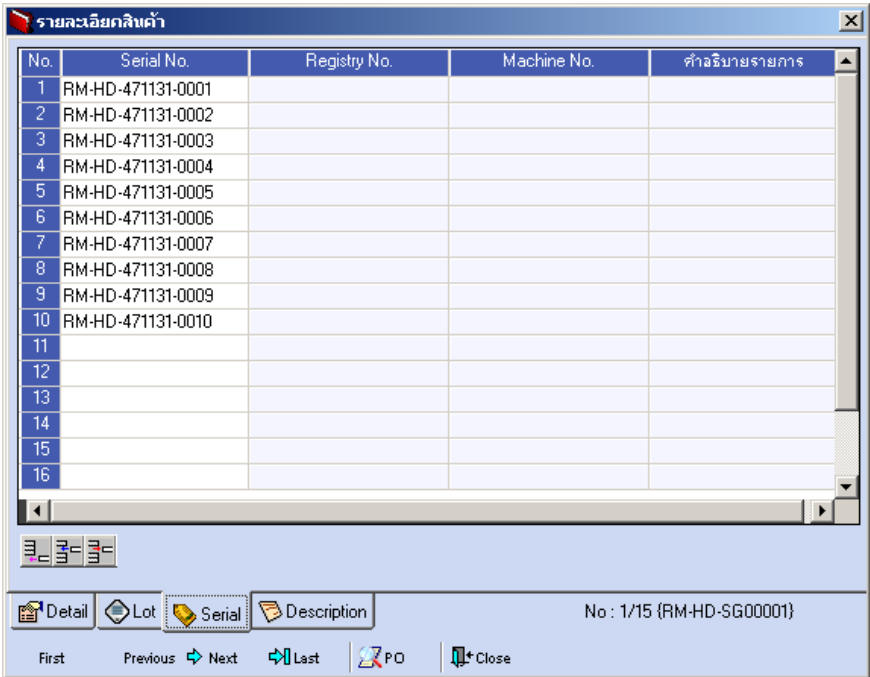 รายละเอียดสินค้า
No. Serial No. Registry No. Machine No. คำอธิบายรายการ
1 RM-HD-471131-0001
2 RM-HD-471131-0002
3 RM-HD-471131-0003
4 RM-HD-471131-0004
5 RM-HD-471131-0005
6 RM-HD-471131-0006
7 RM-HD-471131-0007
8 RM-HD-471131-0008
9 RM-HD-471131-0009
10 RM-HD-471131-0010
11
12
13
14
15
16
Detail Lot Serial Description No : 1/15 {RM-HD-SG00001}
First Previous Next Last PO Close